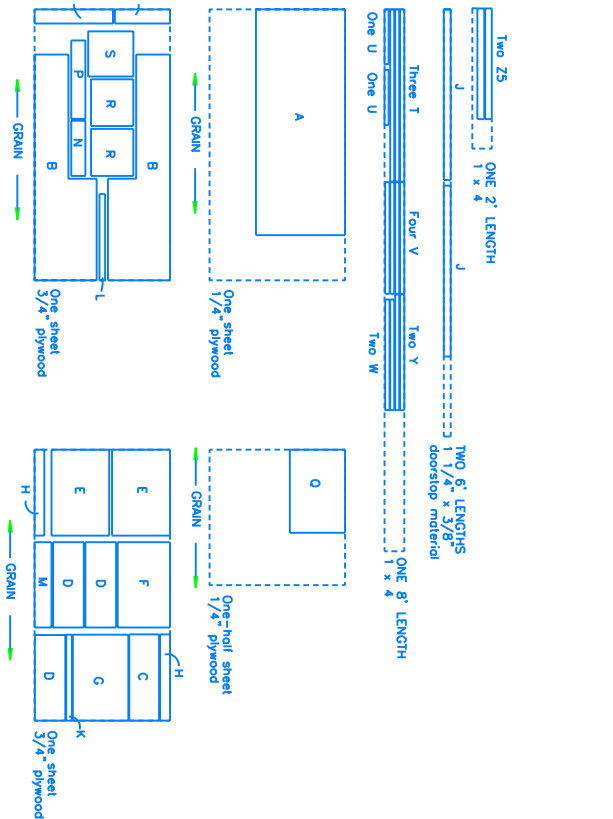 Two Z5
ONE 2' LENGTH
1 x 4
J
J
TWO 6' LENGTHS
1 1/4" x 3/8"
doorstop material
Three T
Four V
Two Y
One U
One U
Two W
ONE 8' LENGTH
1 x 4
A
GRAIN
One sheet
1/4" plywood
Q
GRAIN
One-half sheet
1/4" plywood
B
S
R
R
P
N
B
L
GRAIN
One sheet
3/4" plywood
H
E
F
C
D
G
E
D
H
M
D
K
GRAIN
One sheet
3/4" plywood